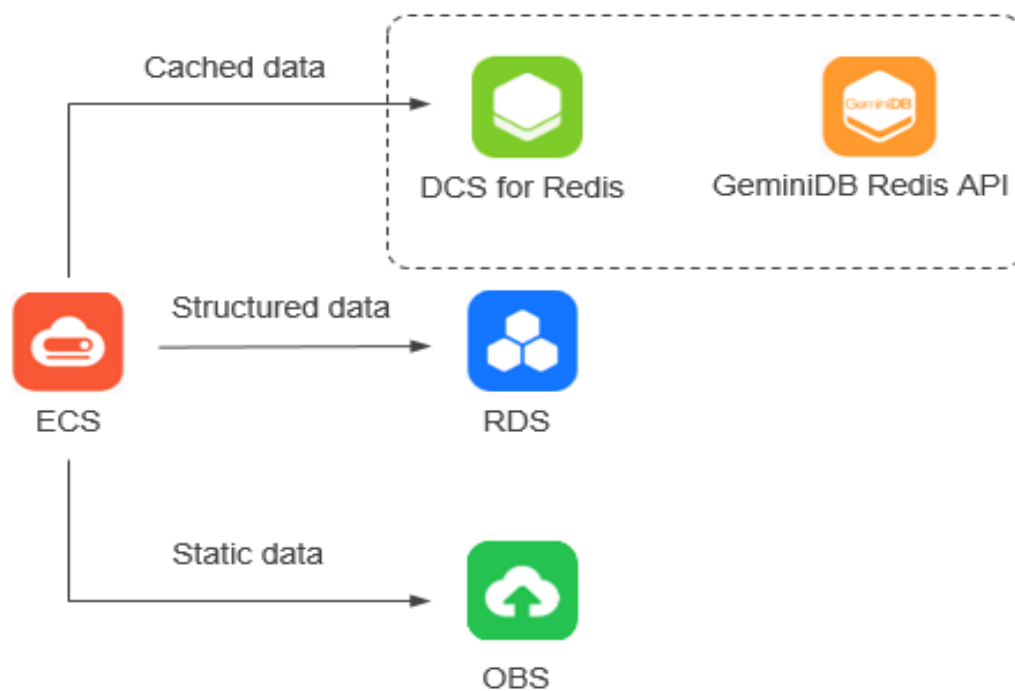 Cached data
GeminiDB
DCS for Redis
GeminiDB Redis API
Structured data
ECS
RDS
Static data
OBS